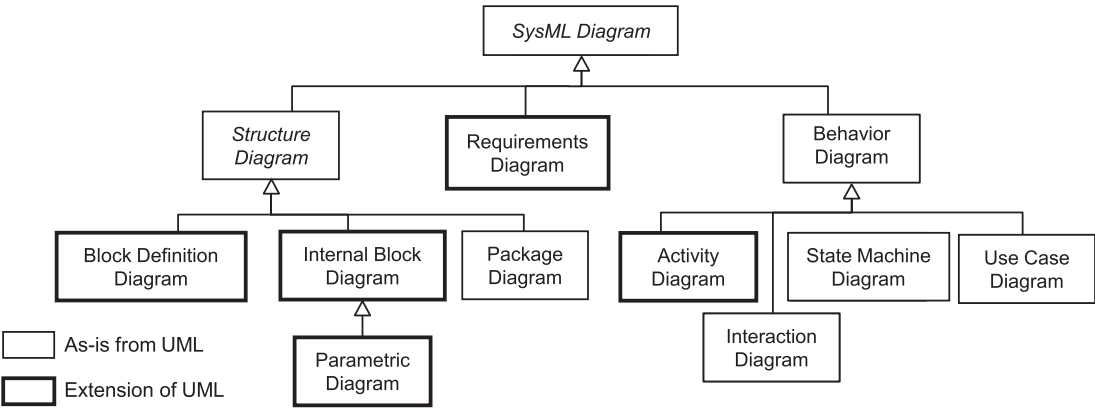 SysML Diagram
Structure
Diagram
Requirements
Diagram
Behavior
Diagram
Block Definition
Diagram
Internal Block
Diagram
Package
Diagram
Activity
Diagram
State Machine
Diagram
Use Case
Diagram
Interaction
Diagram
Parametric
Diagram
As-is from UML
Extension of UML